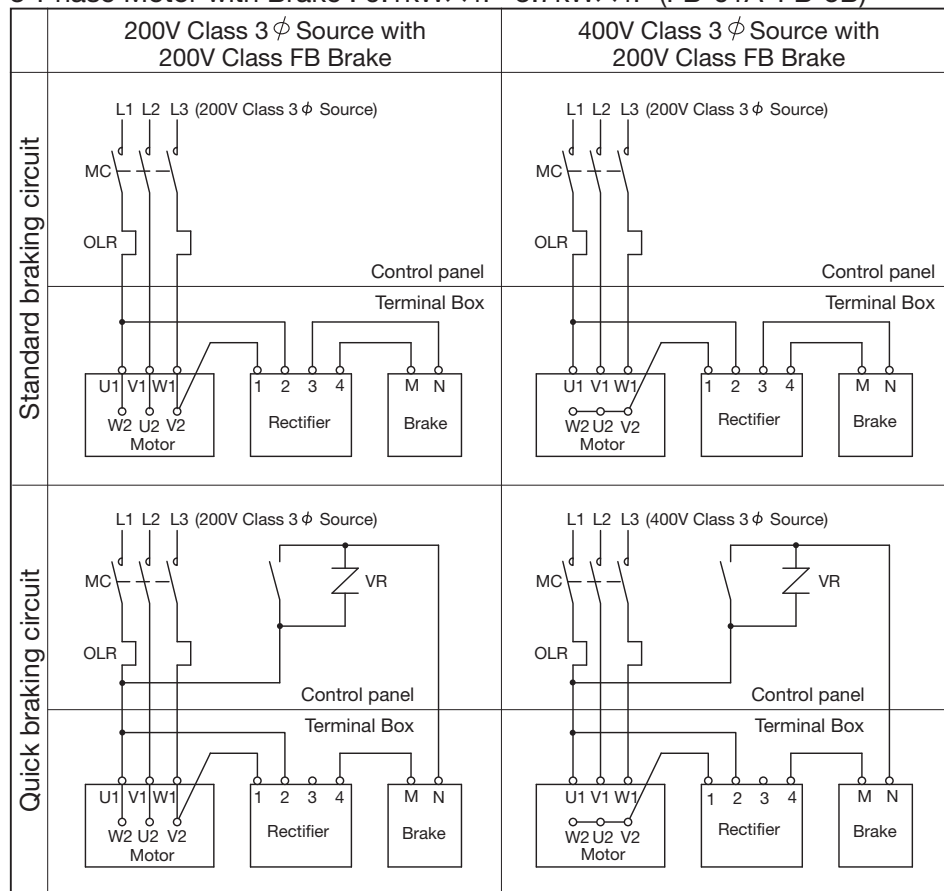 200V Class 3 ϕ Source with
200V Class FB Brake
400V Class 3 ϕ Source with
200V Class FB Brake
Standard braking circuit
L1 L2 L3 (200V Class 3 ϕ Source)
MC
OLR
Control panel
Terminal Box
U1 V1 W1
W2 U2 V2
Motor
1 2 3 4
Rectifier
M N
Brake
L1 L2 L3 (200V Class 3 ϕ Source)
MC
OLR
Control panel
Terminal Box
U1 V1 W1
W2 U2 V2
Motor
1 2 3 4
Rectifier
M N
Brake
Quick braking circuit
L1 L2 L3 (200V Class 3 ϕ Source)
MC
VR
OLR
Control panel
Terminal Box
U1 V1 W1
W2 U2 V2
Motor
1 2 3 4
Rectifier
M N
Brake
L1 L2 L3 (400V Class 3 ϕ Source)
MC
VR
OLR
Control panel
Terminal Box
U1 V1 W1
W2 U2 V2
Motor
1 2 3 4
Rectifier
M N
Brake